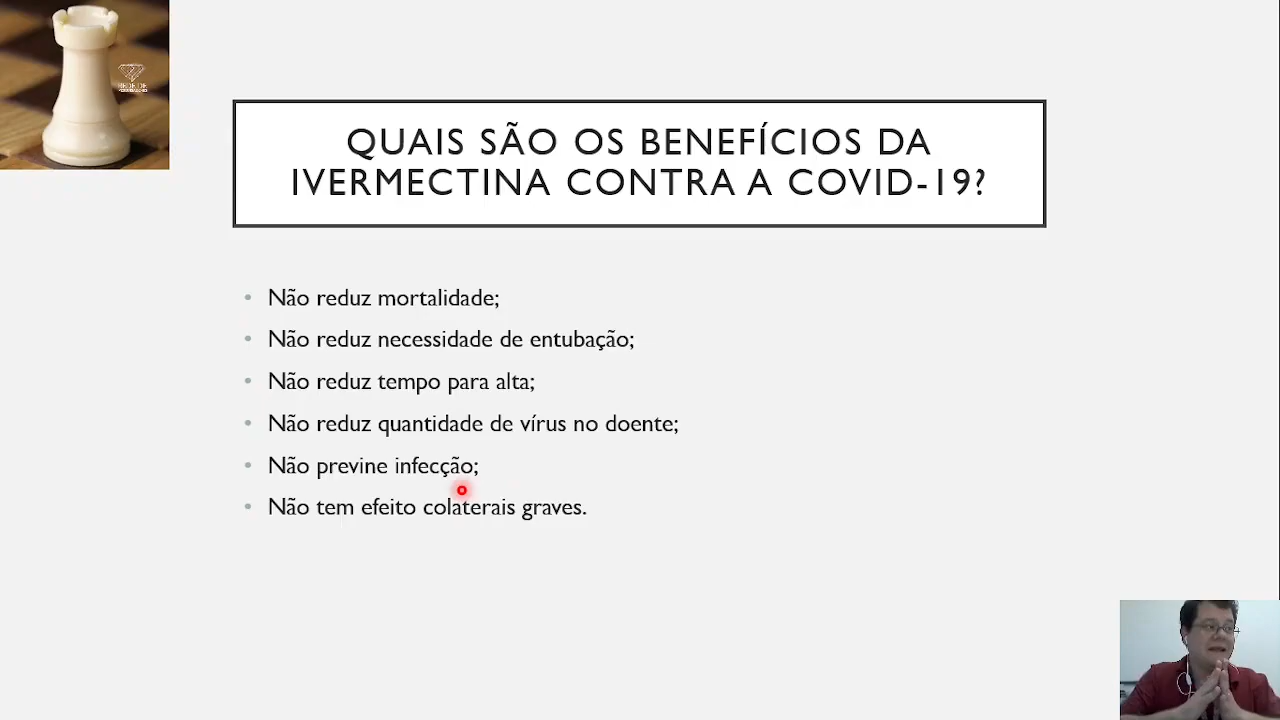 QUAIS SÃO OS BENEFÍCIOS DA
IVERMECTINA CONTRA A COVID-19?
• Não reduz mortalidade;
• Não reduz necessidade de entubação;
• Não reduz tempo para alta;
• Não reduz quantidade de vírus no doente;
• Não previne infecção;
• Não tem efeito colaterais graves.